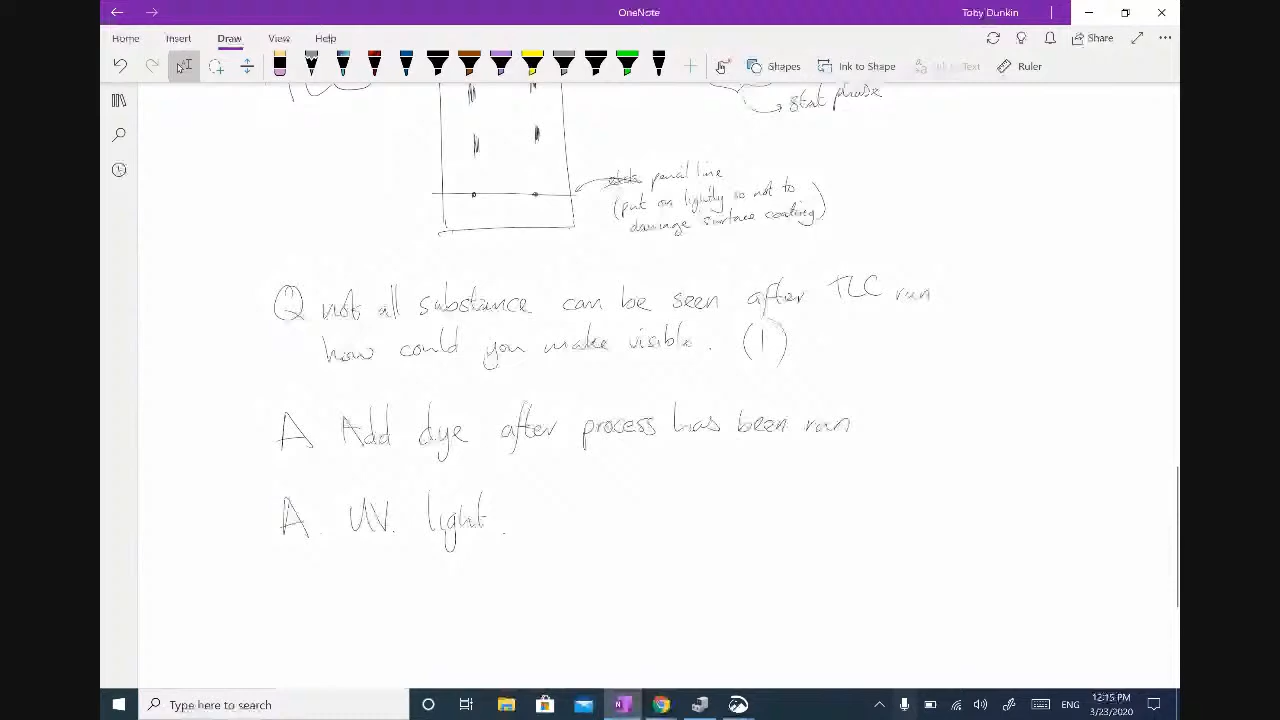 OneNote
Toby Dunkin
Home
Insert
Draw
View
Help
Share
Shapes
Ink to Shape
Ink to Text
Ruler
TLC
stat phase
pencil line
(put on lightly so not to
damage surface coating)
Q not all substance can be seen after TLC run
how could you make visible. (1)
A Add dye after process has been run
A. UV. light.
Type here to search
ENG
12:15 PM
3/23/2020